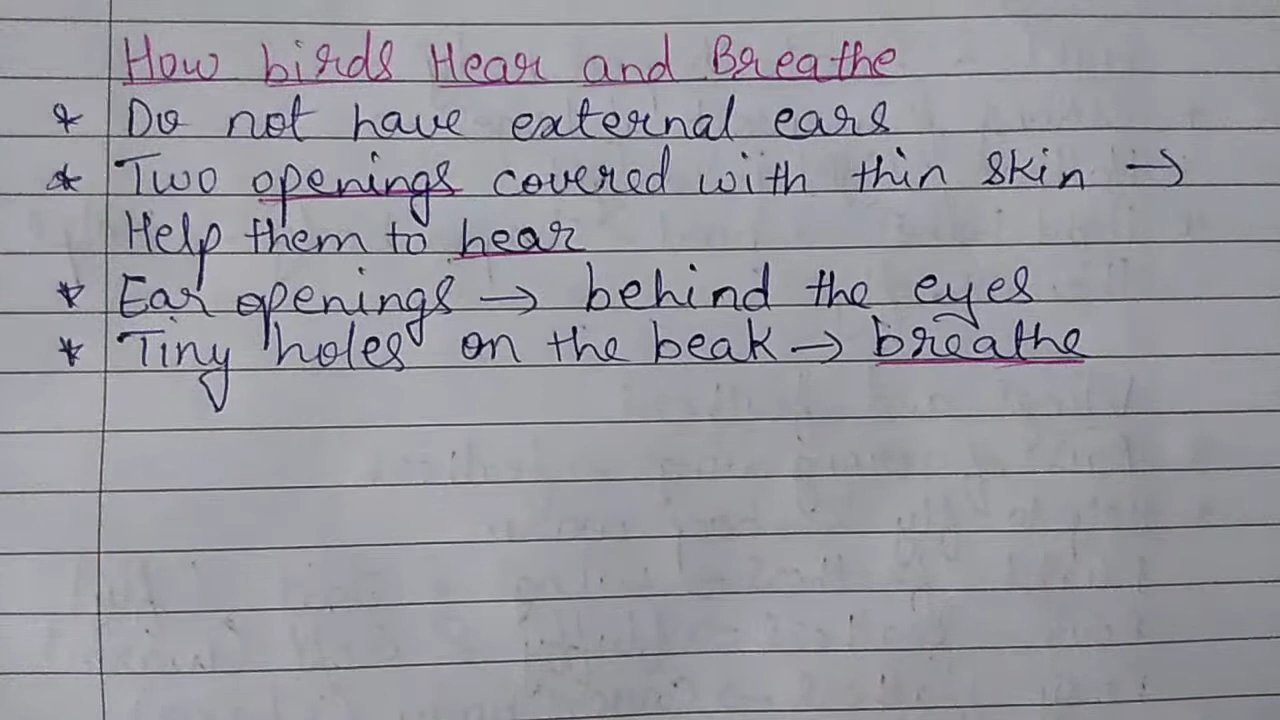 How birds Hear and Breathe
* Do not have external ears
* Two openings covered with thin skin →
Help them to hear
* Ear openings → behind the eyes
* Tiny holes on the beak → breathe